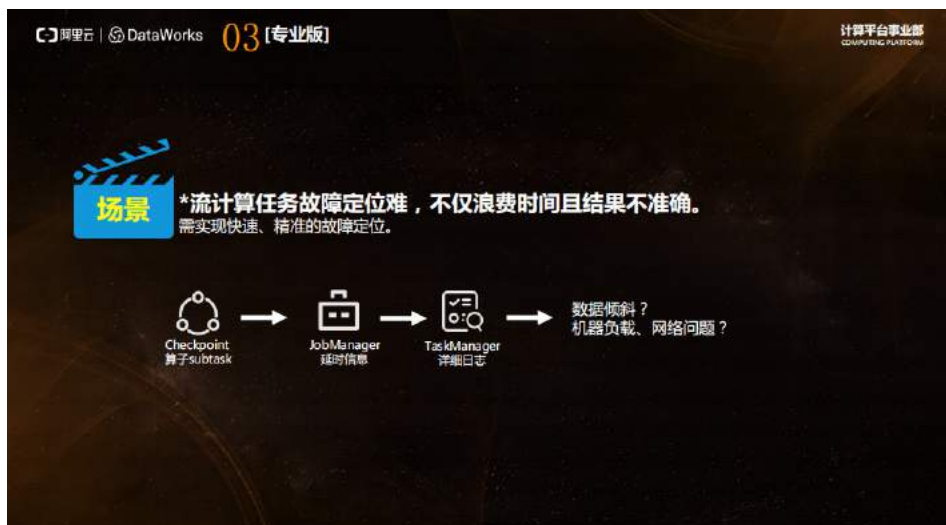 阿里云 | DataWorks 03 [专业版]
计算平台事业部
COMPUTING PLATFORM
场景
*流计算任务故障定位难，不仅浪费时间且结果不准确。
需实现快速、精准的故障定位。
Checkpoint
算子subtask
JobManager
延时信息
TaskManager
详细日志
数据倾斜？
机器负载、网络问题？